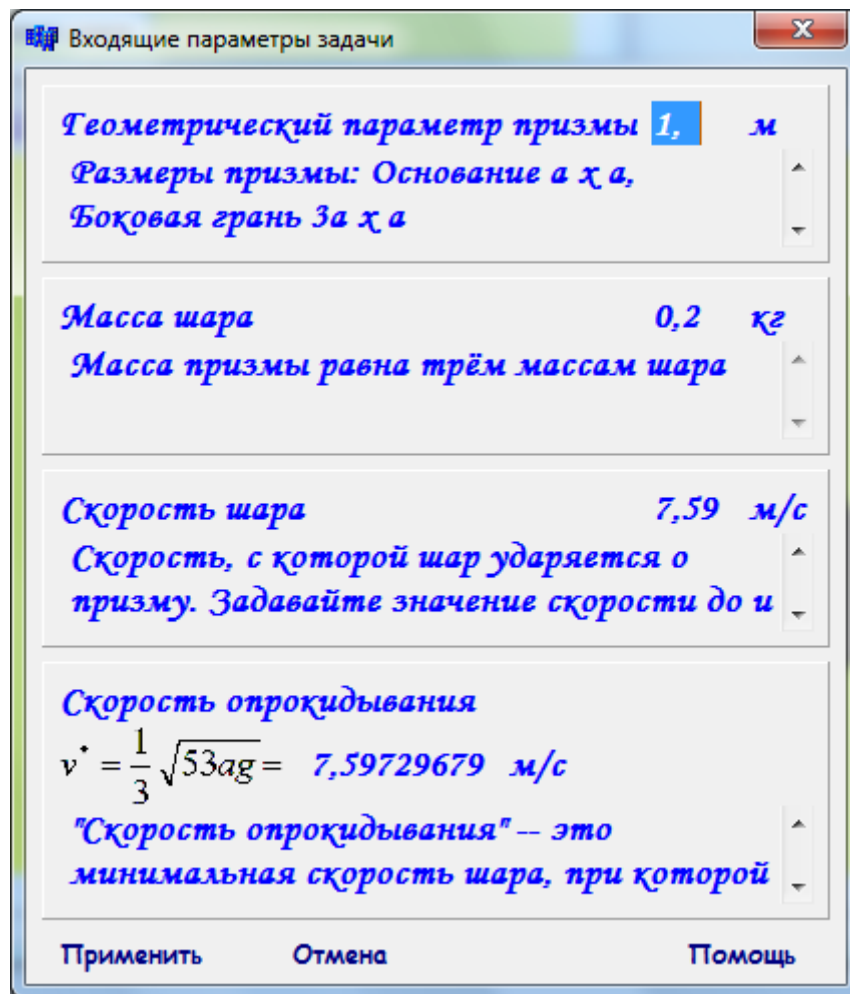 Входящие параметры задачи
Геометрический параметр призмы 1, м
Размеры призмы: Основание a x a,
Боковая грань 3a x a
Масса шара 0,2 кг
Масса призмы равна трём массам шара
Скорость шара 7,59 м/с
Скорость, с которой шар ударяется о
призму. Задавайте значение скорости до и
Скорость опрокидывания
v* = 1/3 √53ag = 7,59729679 м/с
"Скорость опрокидывания" -- это
минимальная скорость шара, при которой
Применить Отмена Помощь